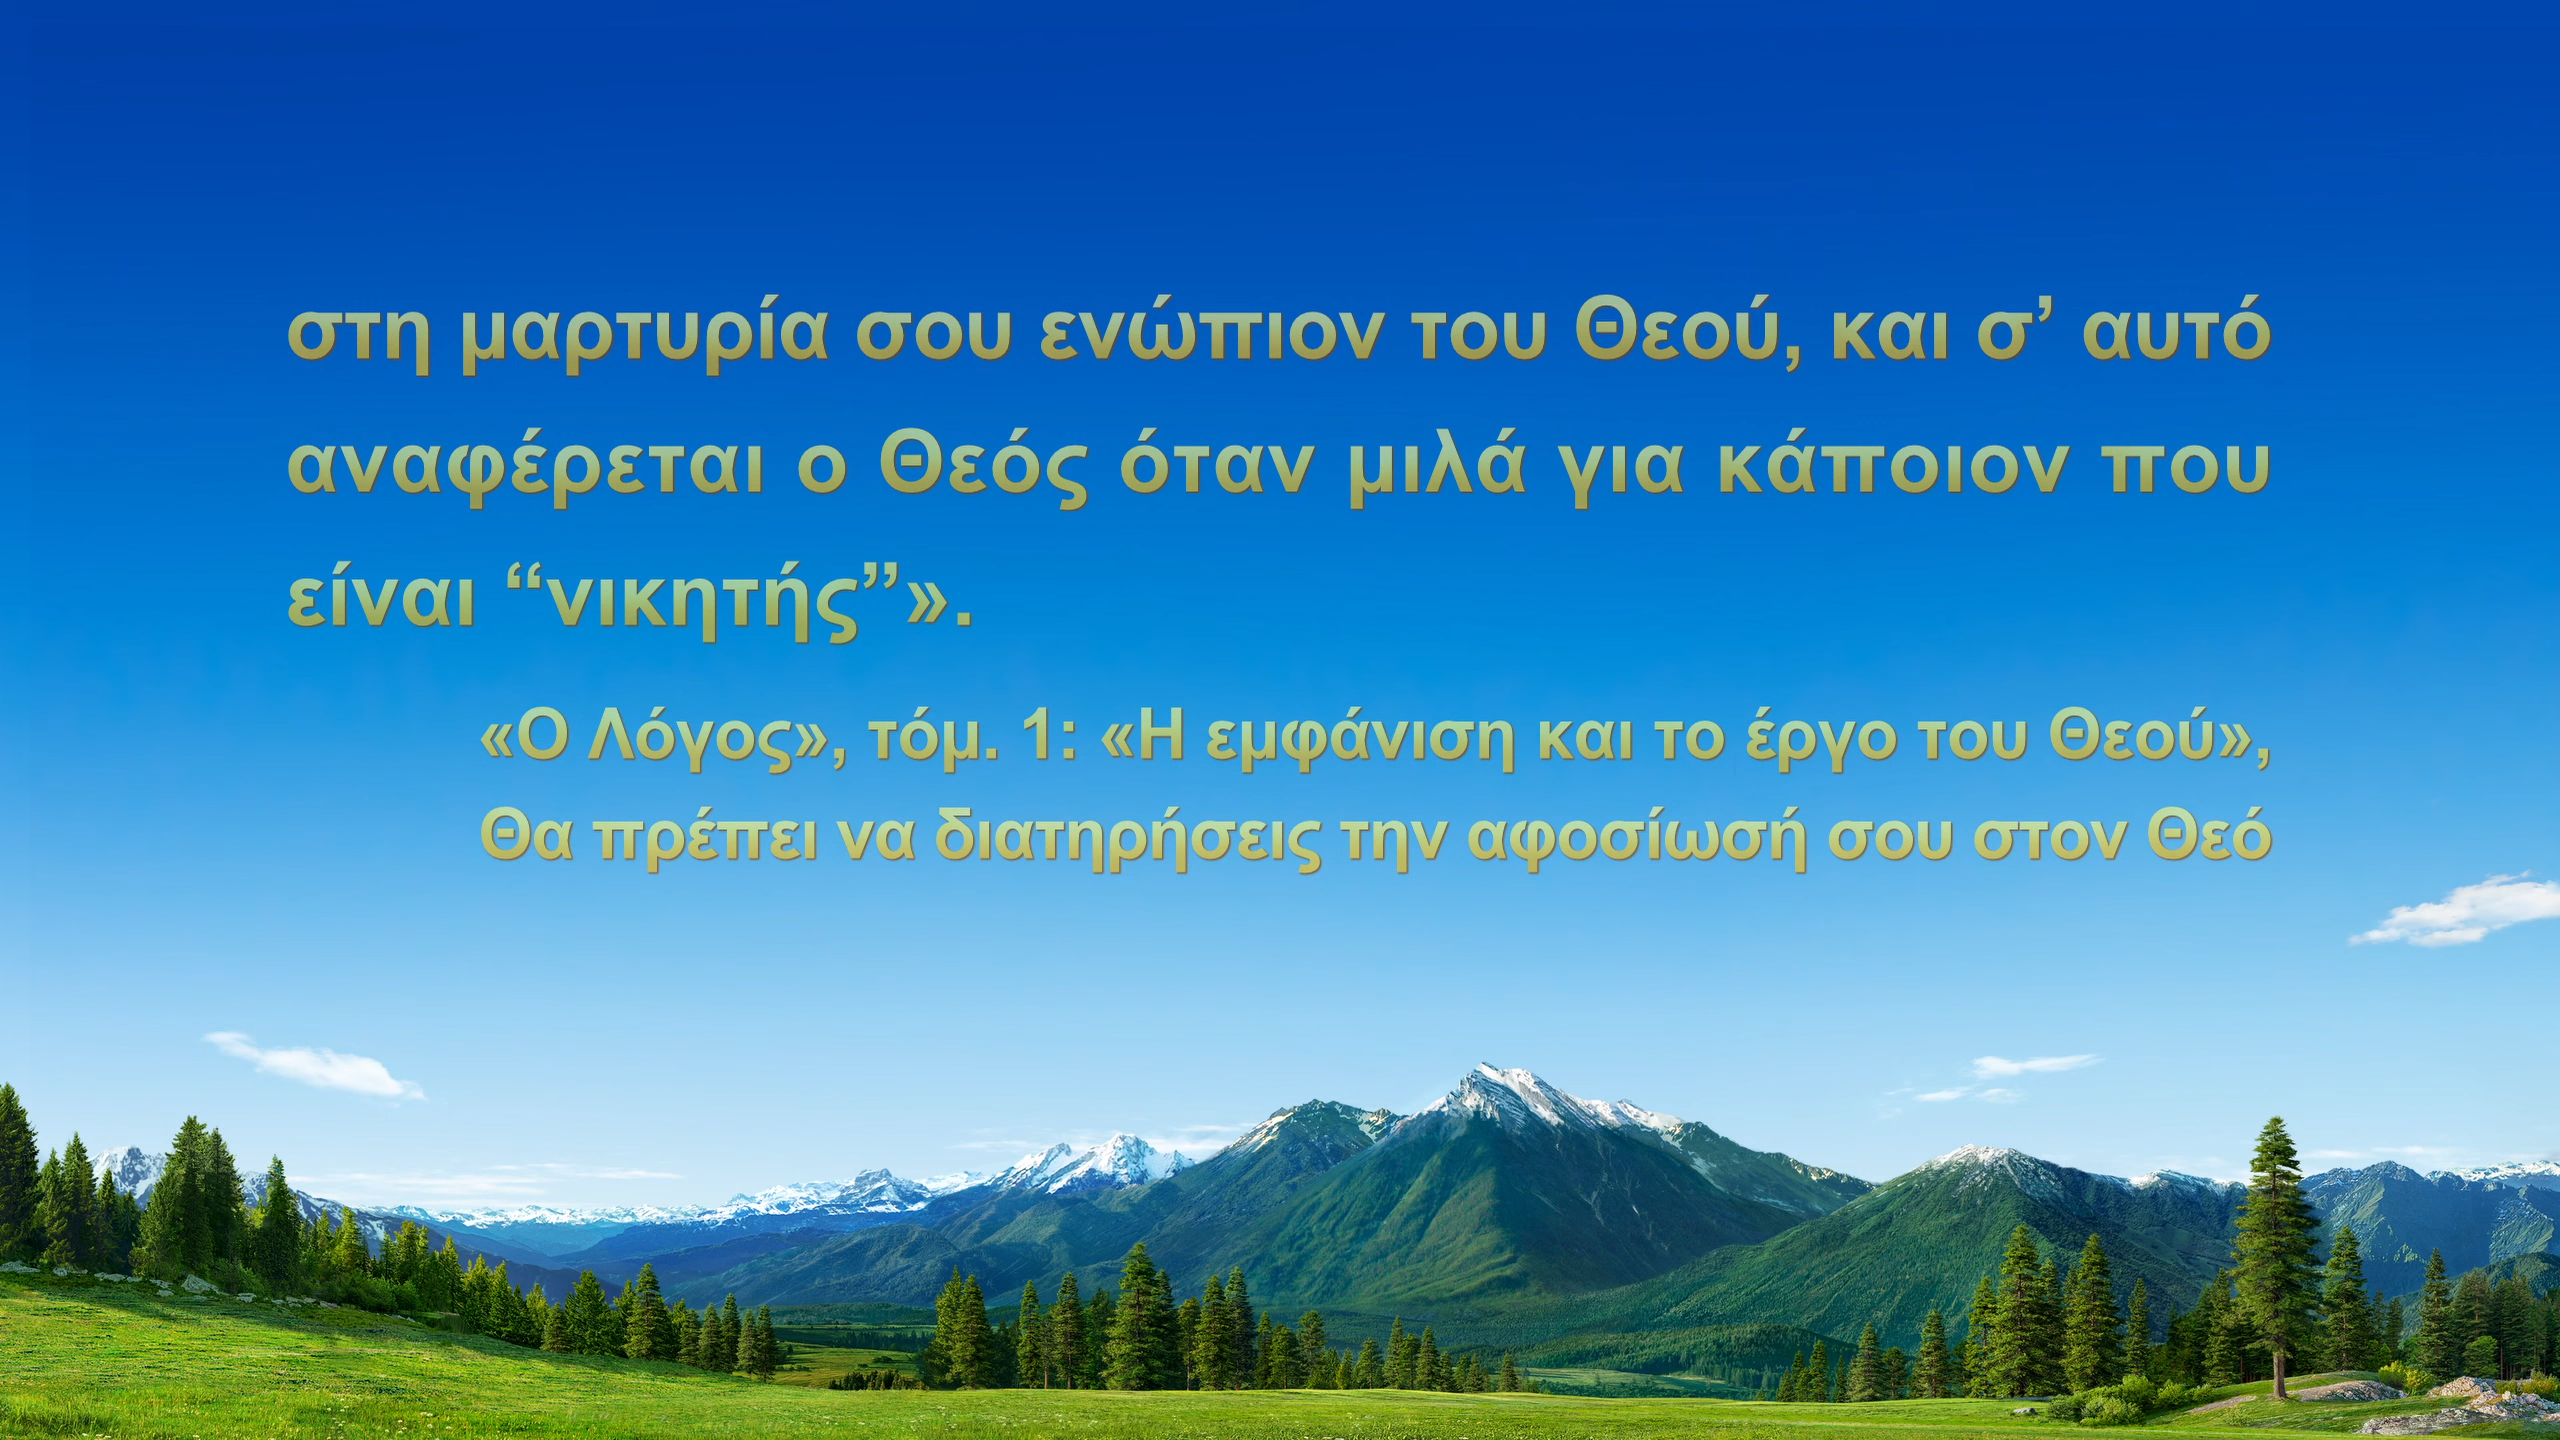 στη μαρτυρία σου ενώπιον του Θεού, και σ’ αυτό
αναφέρεται ο Θεός όταν μιλά για κάποιον που
είναι “νικητής”».
«Ο Λόγος», τόμ. 1: «Η εμφάνιση και το έργο του Θεού»,
Θα πρέπει να διατηρήσεις την αφοσίωσή σου στον Θεό